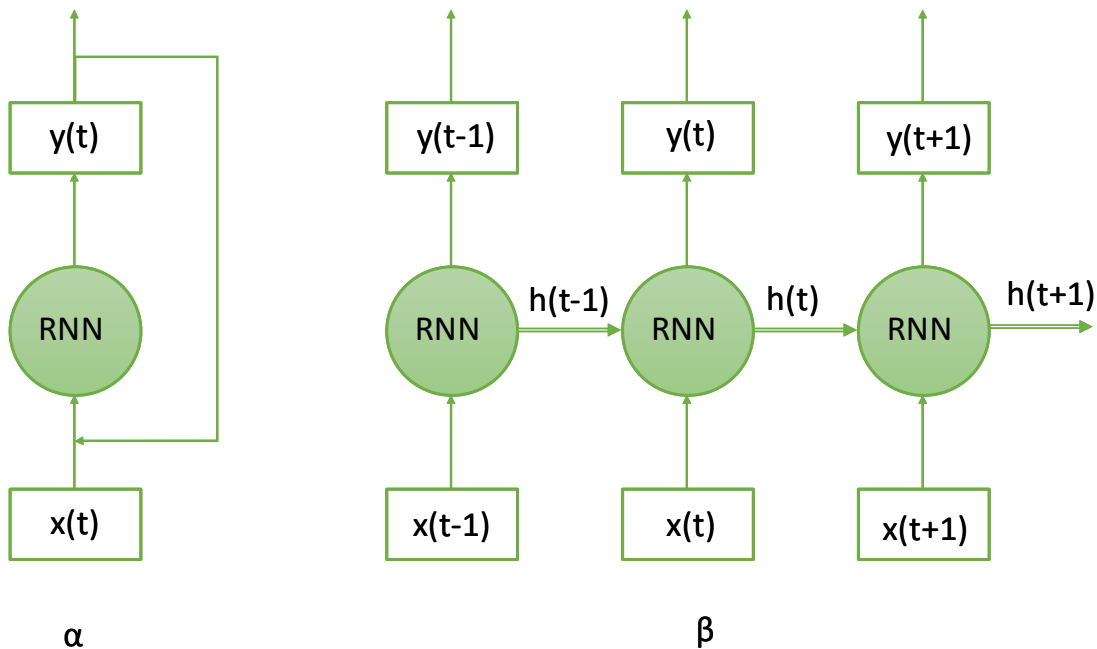 y(t)
y(t-1)
y(t)
y(t+1)
RNN
RNN
h(t-1)
RNN
h(t)
RNN
h(t+1)
x(t)
x(t-1)
x(t)
x(t+1)
α
β